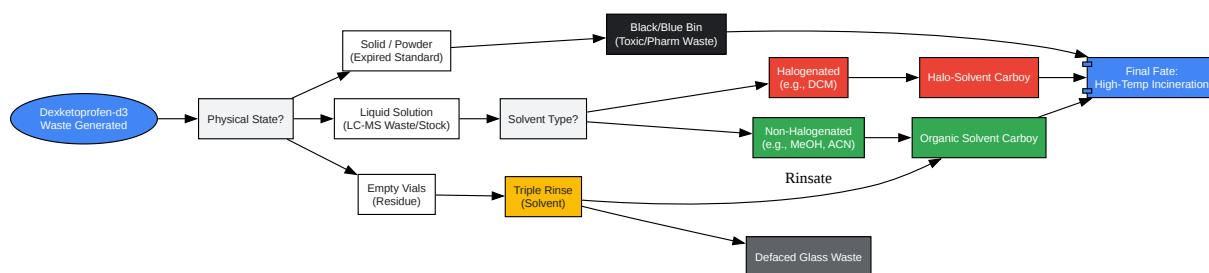 Dexketoprofen-d3
Waste Generated
Physical State?
Solid / Powder
(Expired Standard)
Black/Blue Bin
(Toxic/Pharm Waste)
Liquid Solution
(LC-MS Waste/Stock)
Solvent Type?
Halogenated
(e.g., DCM)
Halo-Solvent Carboy
Final Fate:
High-Temp Incineration
Non-Halogenated
(e.g., MeOH, ACN)
Organic Solvent Carboy
Empty Vials
(Residue)
Triple Rinse
(Solvent)
Rinsate
Defaced Glass Waste